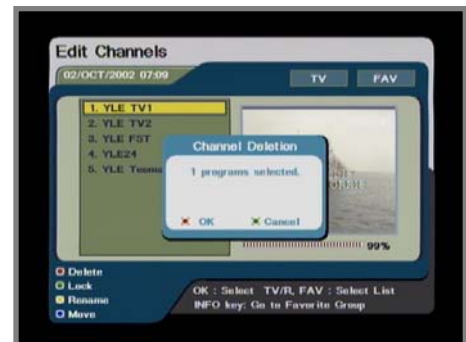 Edit Channels
02/OCT/2002 07:09
TV FAV
1. YLE TV1
2. YLE TV2
3. YLE FST
4. YLE24
5. YLE Teema
Channel Deletion
1 programs selected.
OK Cancel
99%
Delete
Lock
Rename
Move
OK : Select TV/R, FAV : Select List
INFO key: Go to Favorite Group